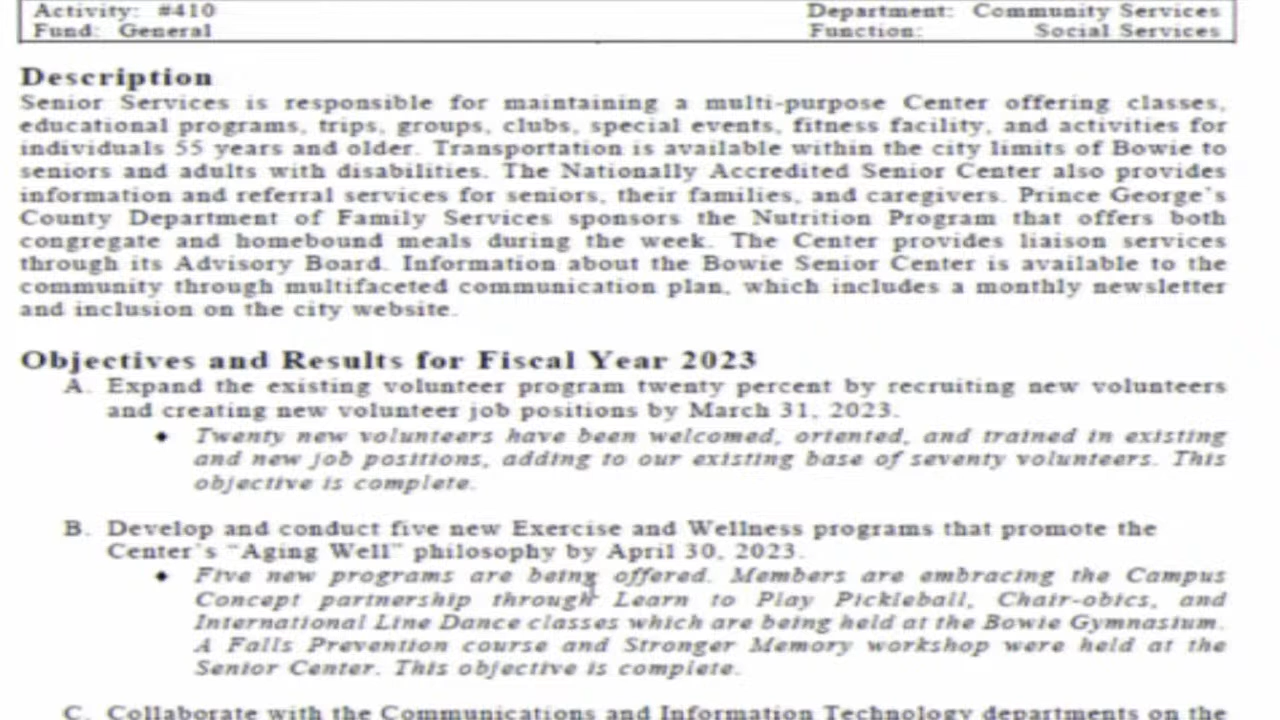 Activity: #410 Department: Community Services
Fund: General Function: Social Services
Description
Senior Services is responsible for maintaining a multi-purpose Center offering classes,
educational programs, trips, groups, clubs, special events, fitness facility, and activities for
individuals 55 years and older. Transportation is available within the city limits of Bowie to
seniors and adults with disabilities. The Nationally Accredited Senior Center also provides
information and referral services for seniors, their families, and caregivers. Prince George's
County Department of Family Services sponsors the Nutrition Program that offers both
congregate and homebound meals during the week. The Center provides liaison services
through its Advisory Board. Information about the Bowie Senior Center is available to the
community through multifaceted communication plan, which includes a monthly newsletter
and inclusion on the city website.
Objectives and Results for Fiscal Year 2023
A. Expand the existing volunteer program twenty percent by recruiting new volunteers
and creating new volunteer job positions by March 31, 2023.
• Twenty new volunteers have been welcomed, oriented, and trained in existing
and new job positions, adding to our existing base of seventy volunteers. This
objective is complete.
B. Develop and conduct five new Exercise and Wellness programs that promote the
Center's "Aging Well" philosophy by April 30, 2023.
• Five new programs are being offered. Members are embracing the Campus
Concept partnership through Learn to Play Pickleball, Chair-obics, and
International Line Dance classes which are being held at the Bowie Gymnasium.
A Falls Prevention course and Stronger Memory workshop were held at the
Senior Center. This objective is complete.
C. Collaborate with the Communications and Information Technology departments on the